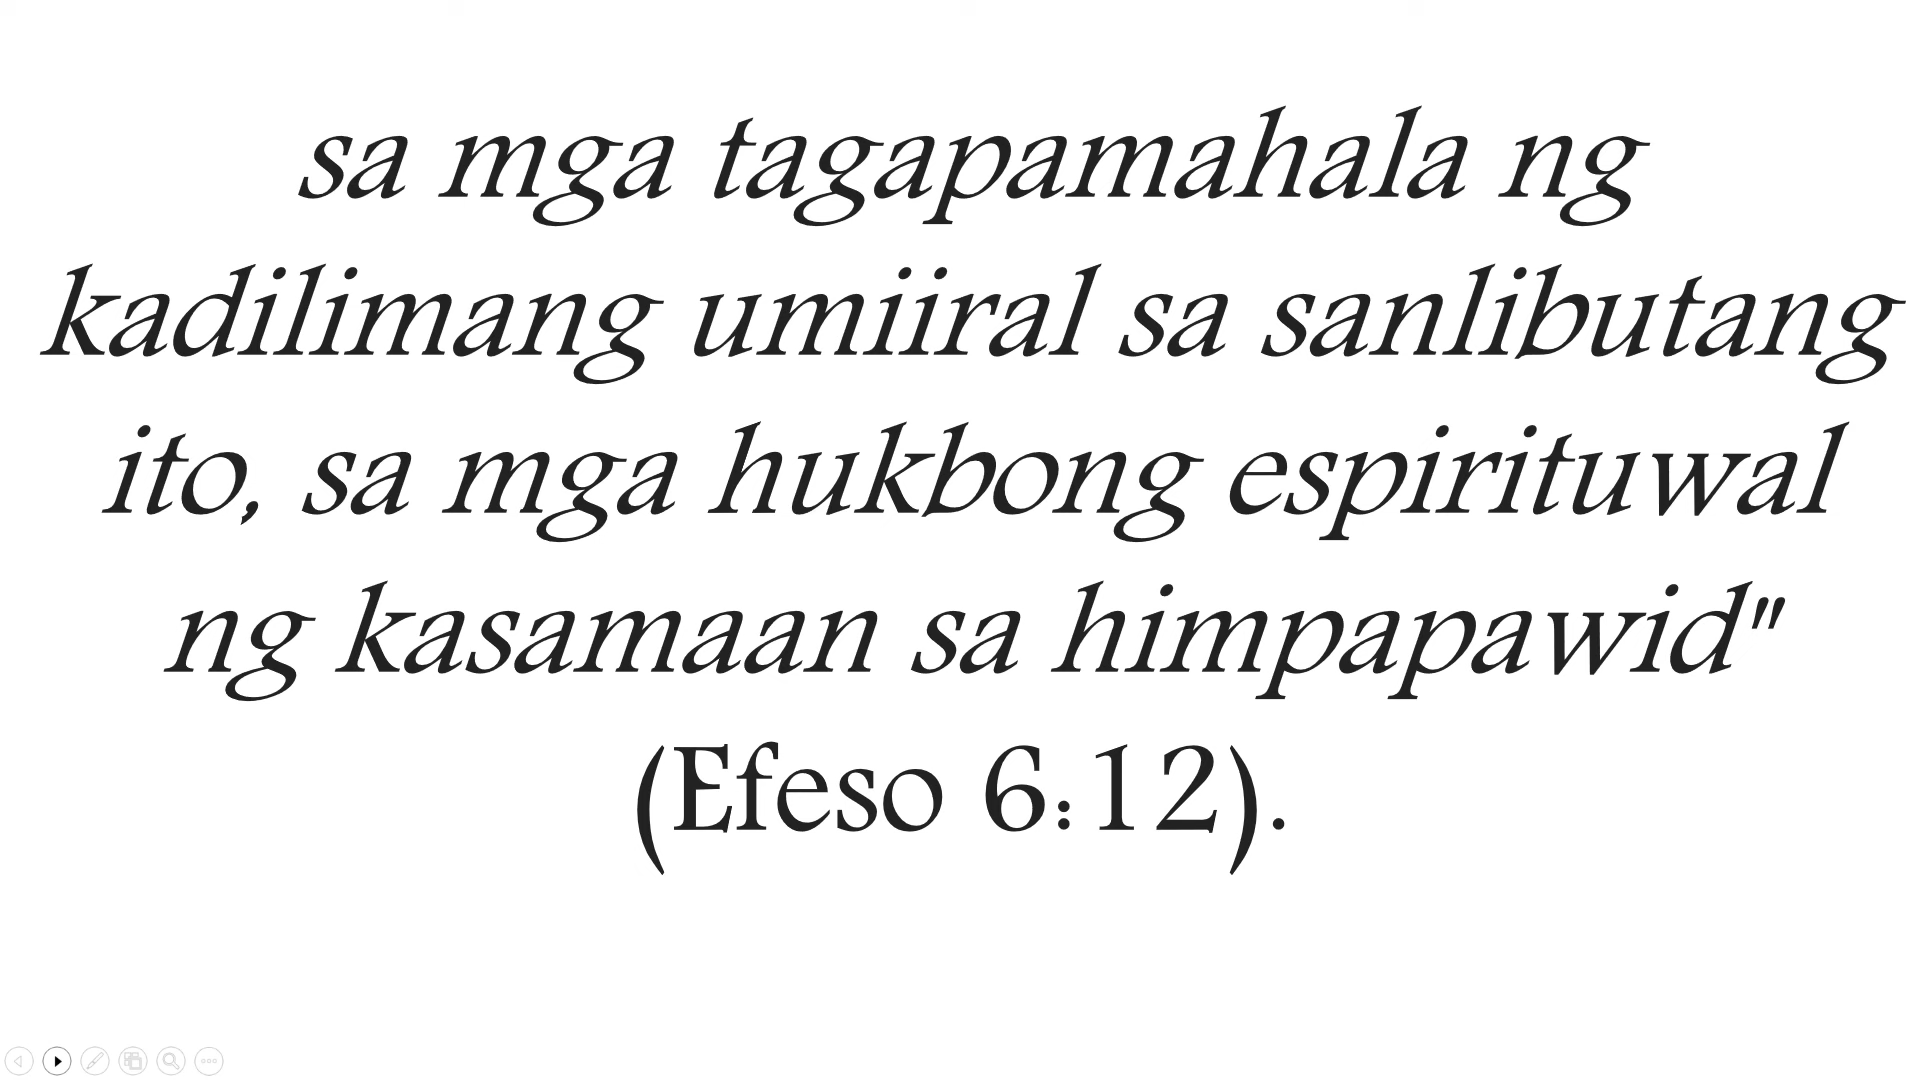 sa mga tagapamahala ng
kadilimang umiiral sa sanlibutang
ito, sa mga hukbong espirituwal
ng kasamaan sa himpapawid"
(Efeso 6:12).